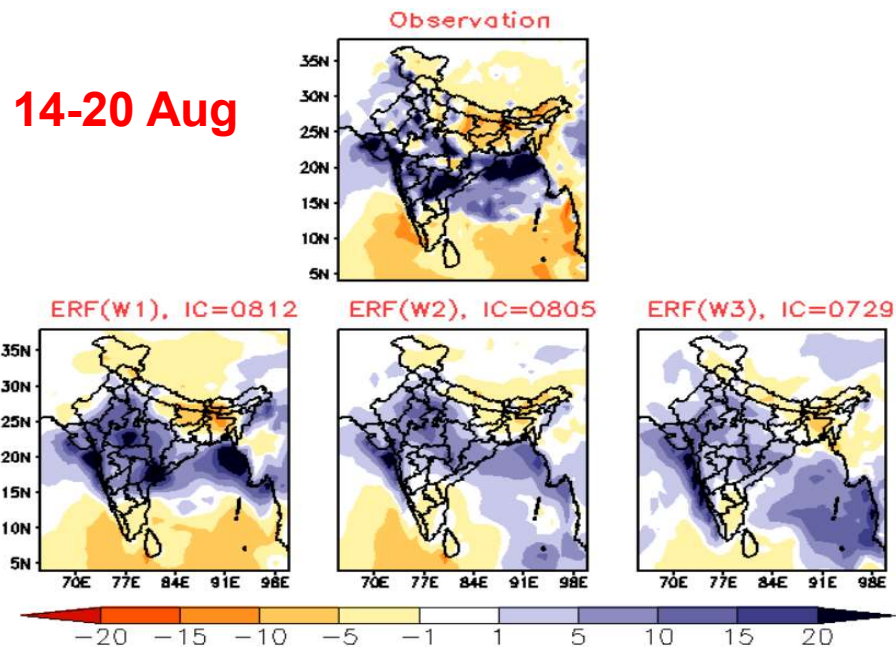 Observation
14-20 Aug
35N
30N
25N
20N
15N
10N
5N
ERF(W1), IC=0812
ERF(W2), IC=0805
ERF(W3), IC=0729
35N
30N
25N
20N
15N
10N
5N
70E 77E 84E 91E 98E
70E 77E 84E 91E 98E
70E 77E 84E 91E 98E
-20 -15 -10 -5 -1 1 5 10 15 20